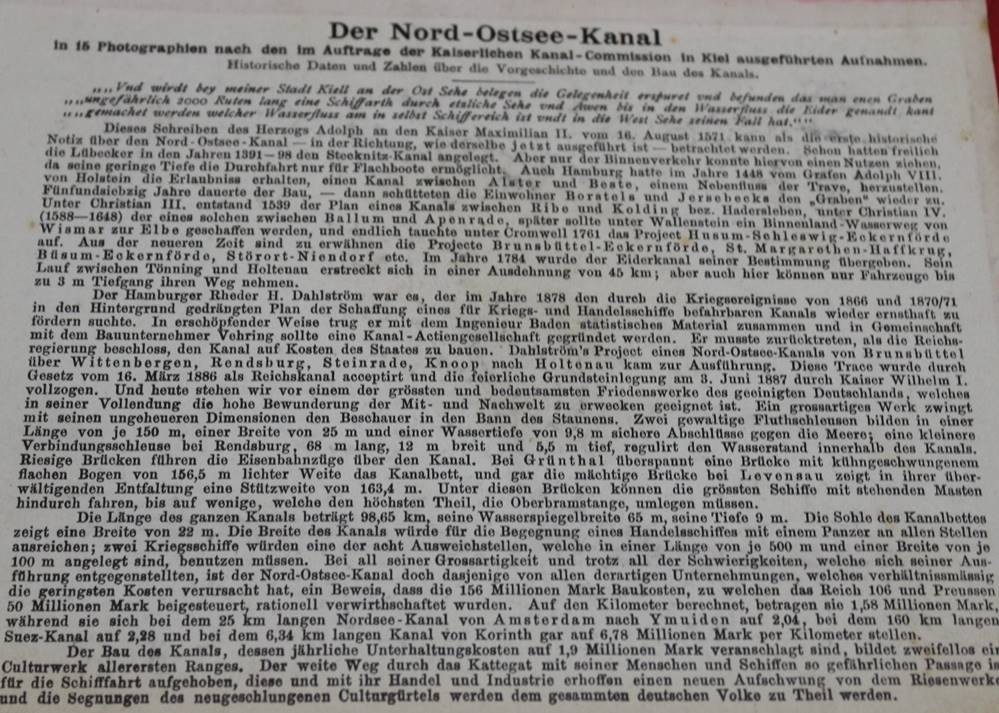 Der Nord-Ostsee-Kanal
in 15 Photographien nach den im Auftrage der Kaiserlichen Kanal-Commission in Kiel ausgeführten Aufnahmen.
Historische Daten und Zahlen über die Vorgeschichte und den Bau des Kanals.
„„Vnd wirdt bey meiner Stadt Kiell an der Ost Sehe belegen die Gelegenheit erspuret und befunden das man enen Graben
„„ungefährlich 2000 Ruten lang eine Schiffarth durch etzliche Sehe vnd Awen bis in den Wasserfluss die Eider genandt kant
„„gemachet werden welcher Wasserfluss am in selbst Schiffereich ist vndt in die West Sehe seinen Fall hat.““
Dieses Schreiben des Herzogs Adolph an den Kaiser Maximilian II. vom 16. August 1571 kann als die erste historische
Notiz über den Nord-Ostsee-Kanal — in der Richtung, wie derselbe jetzt ausgeführt ist — betrachtet werden. Schon hatten freilich
die Lübecker in den Jahren 1391—98 den Stecknitz-Kanal angelegt. Aber nur der Binnenverkehr konnte hiervon einen Nutzen ziehen,
da seine geringe Tiefe die Durchfahrt nur für Flachboote ermöglicht. Auch Hamburg hatte im Jahre 1448 vom Grafen Adolph VIII.
von Holstein die Erlaubniss erhalten, einen Kanal zwischen Alster und Beste, einem Nebenfluss der Trave, herzustellen.
Fünfundsiebzig Jahre dauerte der Bau, — dann schütteten die Einwohner Borstels und Jersebecks den „Graben“ wieder zu.
Unter Christian III. entstand 1539 der Plan eines Kanals zwischen Ribe und Kolding bez. Hadersleben, unter Christian IV.
(1588—1648) der eines solchen zwischen Ballum und Apenrade, später sollte unter Wallenstein ein Binnenland-Wasserweg von
Wismar zur Elbe geschaffen werden, und endlich tauchte unter Cromwell 1761 das Project Husum-Schleswig-Eckernförde
auf. Aus der neueren Zeit sind zu erwähnen die Projecte Brunsbüttel-Eckernförde, St. Margarethen-Haffkrug,
Büsum-Eckernförde, Störort-Niendorf etc. Im Jahre 1784 wurde der Eiderkanal seiner Bestimmung übergeben. Sein
Lauf zwischen Tönning und Holtenau erstreckt sich in einer Ausdehnung von 45 km; aber auch hier können nur Fahrzeuge bis
zu 3 m Tiefgang ihren Weg nehmen.
Der Hamburger Rheder H. Dahlström war es, der im Jahre 1878 den durch die Kriegsereignisse von 1866 und 1870/71
in den Hintergrund gedrängten Plan der Schaffung eines für Kriegs- und Handelsschiffe befahrbaren Kanals wieder ernsthaft zu
fördern suchte. In erschöpfender Weise trug er mit dem Ingenieur Baden statistisches Material zusammen und in Gemeinschaft
mit dem Bauunternehmer Vehring sollte eine Kanal-Actiengesellschaft gegründet werden. Er musste zurücktreten, als die Reichs-
regierung beschloss, den Kanal auf Kosten des Staates zu bauen. Dahlström's Project eines Nord-Ostsee-Kanals von Brunsbüttel
über Wittenbergen, Rendsburg, Steinrade, Knoop nach Holtenau kam zur Ausführung. Diese Trace wurde durch
Gesetz vom 16. März 1886 als Reichskanal acceptirt und die feierliche Grundsteinlegung am 3. Juni 1887 durch Kaiser Wilhelm I.
vollzogen. Und heute stehen wir vor einem der grössten und bedeutsamsten Friedenswerke des geeinigten Deutschlands, welches
in seiner Vollendung die hohe Bewunderung der Mit- und Nachwelt zu erwecken geeignet ist. Ein grossartiges Werk zwingt
mit seinen ungeheueren Dimensionen den Beschauer in den Bann des Staunens. Zwei gewaltige Fluthschleusen bilden in einer
Länge von je 150 m, einer Breite von 25 m und einer Wassertiefe von 9,8 m sichere Abschlüsse gegen die Meere; eine kleinere
Verbindungsschleuse bei Rendsburg, 68 m lang, 12 m breit und 5,5 m tief, regulirt den Wasserstand innerhalb des Kanals.
Riesige Brücken führen die Eisenbahnzüge über den Kanal. Bei Grünthal überspannt eine Brücke mit kühngeschwungenem
flachen Bogen von 156,5 m lichter Weite das Kanalbett, und gar die mächtige Brücke bei Levensau zeigt in ihrer über-
wältigenden Entfaltung eine Stützweite von 163,4 m. Unter diesen Brücken können die grössten Schiffe mit stehenden Masten
hindurch fahren, bis auf wenige, welche den höchsten Theil, die Oberbramstange, umlegen müssen.
Die Länge des ganzen Kanals beträgt 98,65 km, seine Wasserspiegelbreite 65 m, seine Tiefe 9 m. Die Sohle des Kanalbettes
zeigt eine Breite von 22 m. Die Breite des Kanals würde für die Begegnung eines Handelsschiffes mit einem Panzer an allen Stellen
ausreichen; zwei Kriegsschiffe würden eine der acht Ausweichstellen, welche in einer Länge von je 500 m und einer Breite von je
100 m angelegt sind, benutzen müssen. Bei all seiner Grossartigkeit und trotz all der Schwierigkeiten, welche sich seiner Aus-
führung entgegenstellten, ist der Nord-Ostsee-Kanal doch dasjenige von allen derartigen Unternehmungen, welches verhältnissmässig
die geringsten Kosten verursacht hat, ein Beweis, dass die 156 Millionen Mark Baukosten, zu welchen das Reich 106 und Preussen
50 Millionen Mark beigesteuert, rationell verwirthschaftet wurden. Auf den Kilometer berechnet, betragen sie 1,58 Millionen Mark,
während sie sich bei dem 25 km langen Nordsee-Kanal von Amsterdam nach Ymuiden auf 2,04, bei dem 160 km langen
Suez-Kanal auf 2,28 und bei dem 6,34 km langen Kanal von Korinth gar auf 6,78 Millionen Mark per Kilometer stellen.
Der Bau des Kanals, dessen jährliche Unterhaltungskosten auf 1,9 Millionen Mark veranschlagt sind, bildet zweifellos ein
Culturwerk allerersten Ranges. Der weite Weg durch das Kattegat mit seiner Menschen und Schiffen so gefährlichen Passage is
für die Schifffahrt aufgehoben, diese und mit ihr Handel und Industrie erhoffen einen neuen Aufschwung von dem Riesenwerke
und die Segnungen des neugeschlungenen Culturgürtels werden dem gesammten deutschen Volke zu Theil werden.